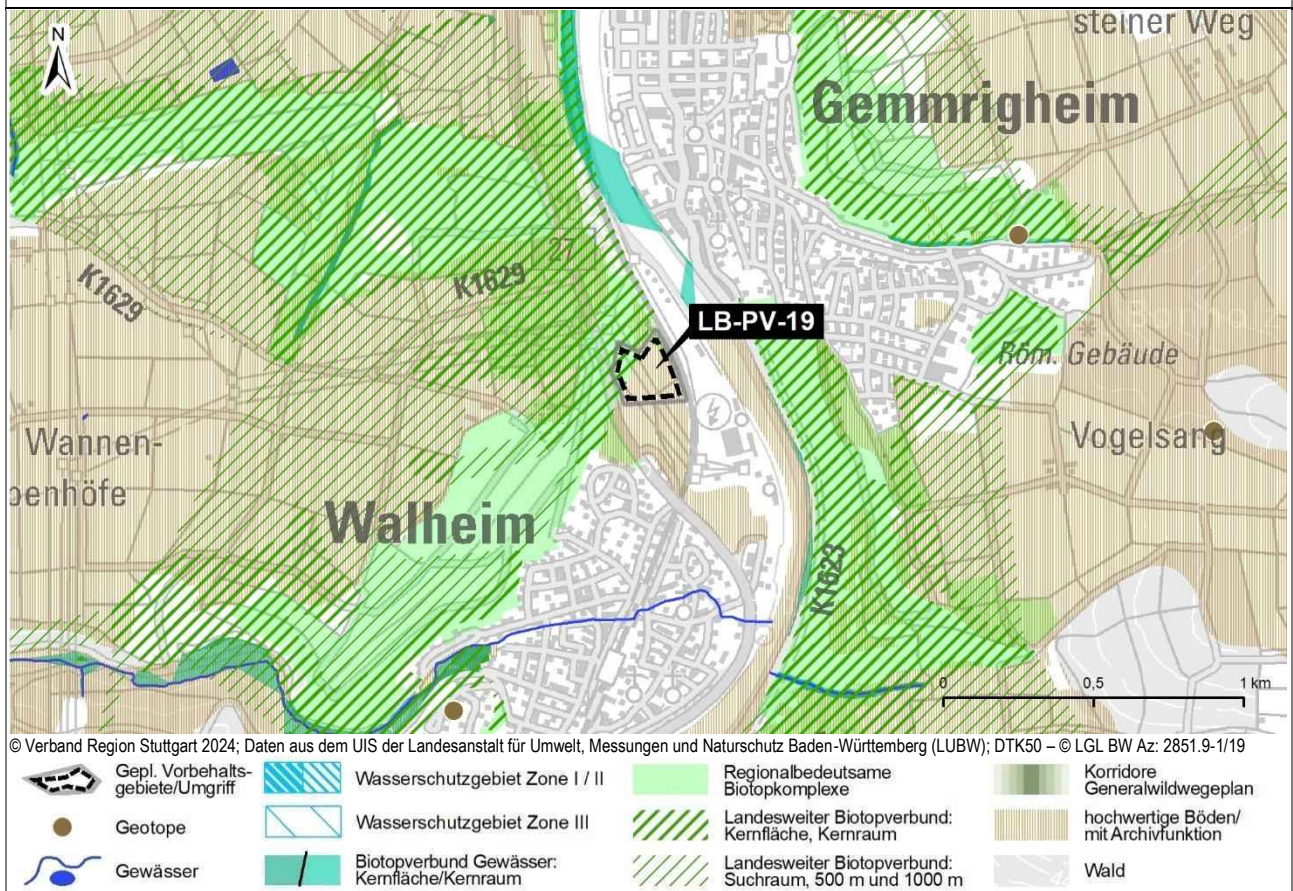 N
steiner Weg
Gemmrigheim
27
K1629
K1629
LB-PV-19
Röm. Gebäude
Wannen-
benhöfe
Vogelsang
Walheim
K1623
0 0,5 1 km
© Verband Region Stuttgart 2024; Daten aus dem UIS der Landesanstalt für Umwelt, Messungen und Naturschutz Baden-Württemberg (LUBW); DTK50 – © LGL BW Az: 2851.9-1/19
Gepl. Vorbehalts-
gebiete/Umgriff
Geotope
Gewässer
Wasserschutzgebiet Zone I / II
Wasserschutzgebiet Zone III
Biotopverbund Gewässer:
Kernfläche/Kernraum
Regionalbedeutsame
Biotopkomplexe
Landesweiter Biotopverbund:
Kernfläche, Kernraum
Landesweiter Biotopverbund:
Suchraum, 500 m und 1000 m
Korridore
Generalwildwegeplan
hochwertige Böden/
mit Archivfunktion
Wald